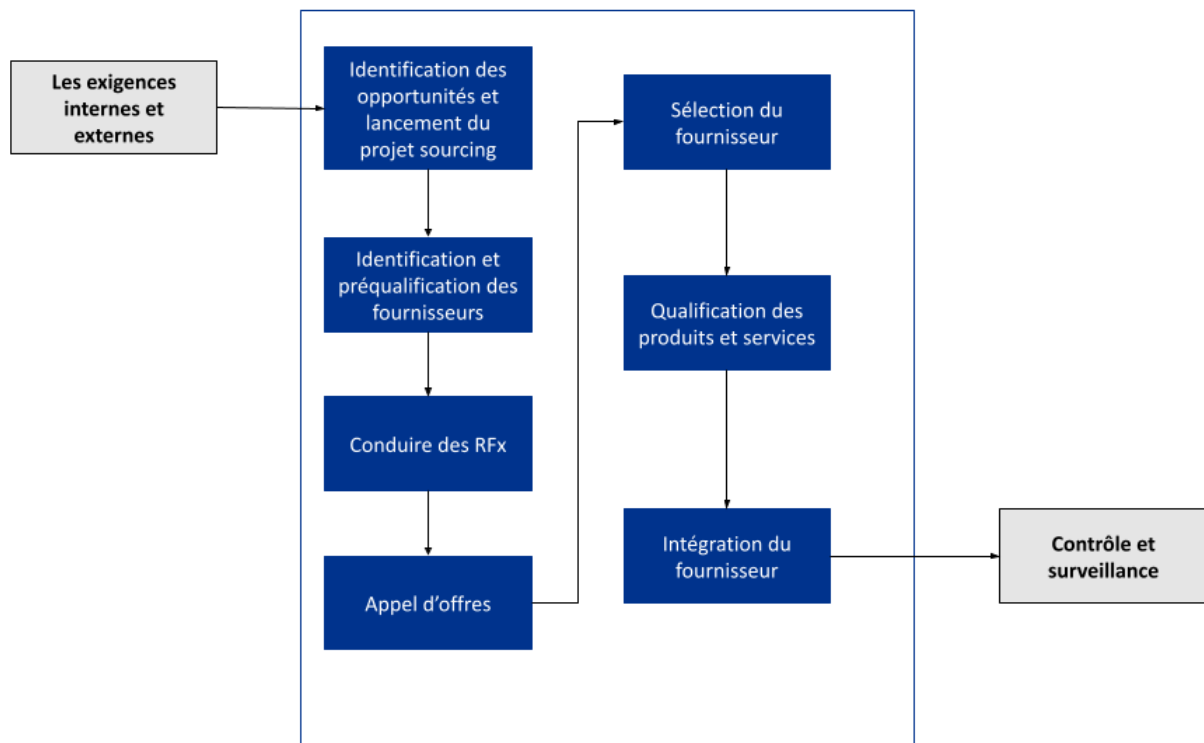 Les exigences
internes et
externes
Identification des
opportunités et
lancement du
projet sourcing
Identification et
préqualification des
fournisseurs
Conduire des RFx
Appel d’offres
Sélection du
fournisseur
Qualification des
produits et services
Intégration du
fournisseur
Contrôle et
surveillance